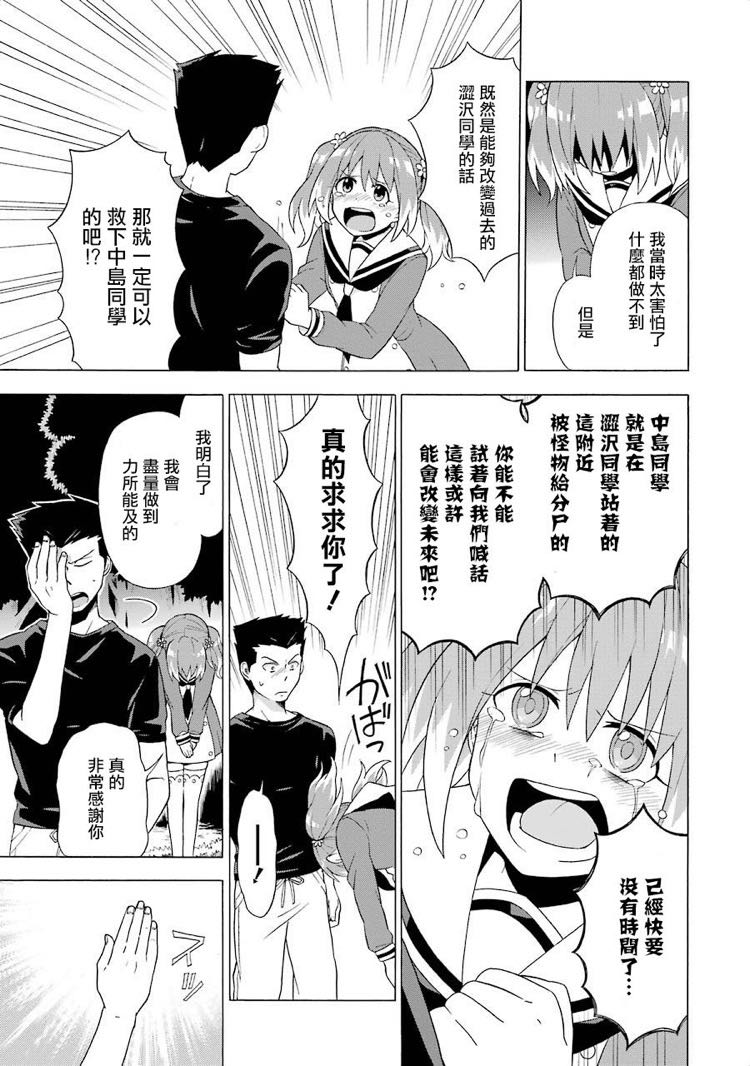 我當時太害怕了
什麼都做不到
但是
既然是能夠改變過去的
澀沢同學的話
那就一定可以
救下中島同學
的吧!?
中島同學
就是在
澀沢同學站著的
這附近
被怪物給分尸的
你能不能
試著向我們喊話
這樣或許
能會改變未來吧!?
已經快要
沒有時間了…
真的求求你了!
がばっ
——!
我明白了
我會
盡量做到
力所能及的
真的
非常感謝你
スッ